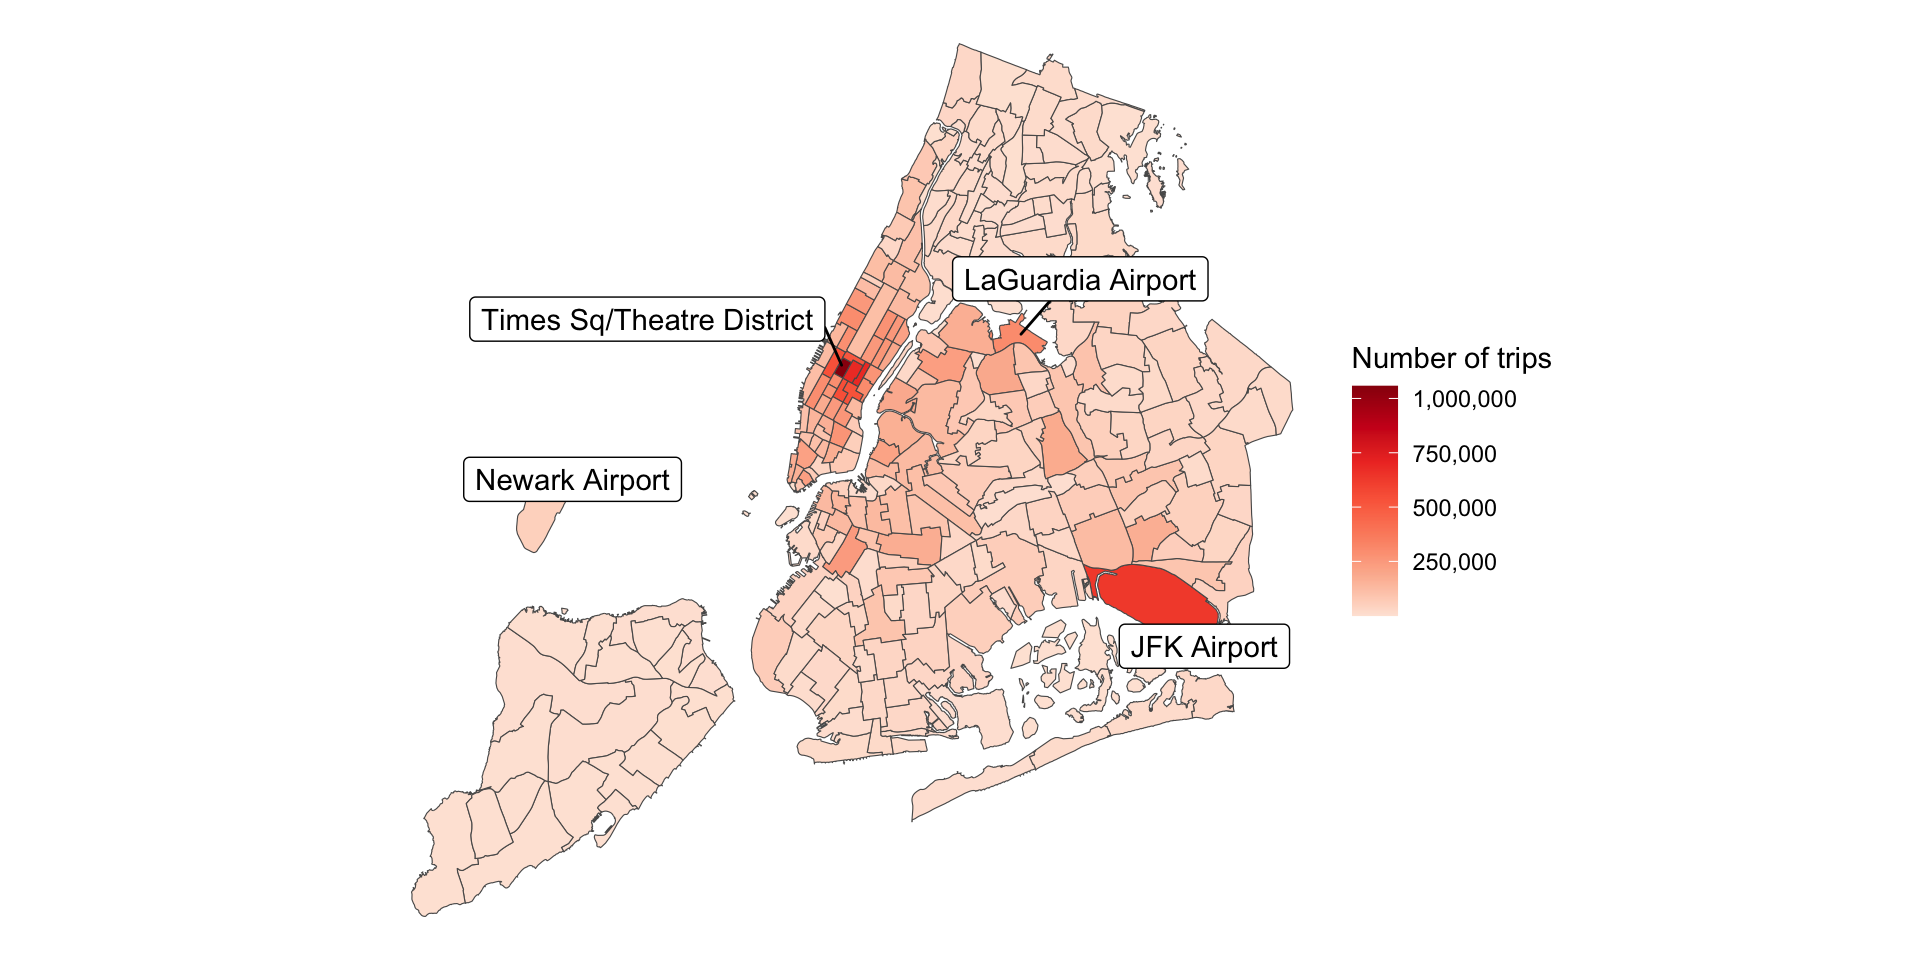 LaGuardia Airport
Times Sq/Theatre District
Newark Airport
JFK Airport
Number of trips
1,000,000
750,000
500,000
250,000